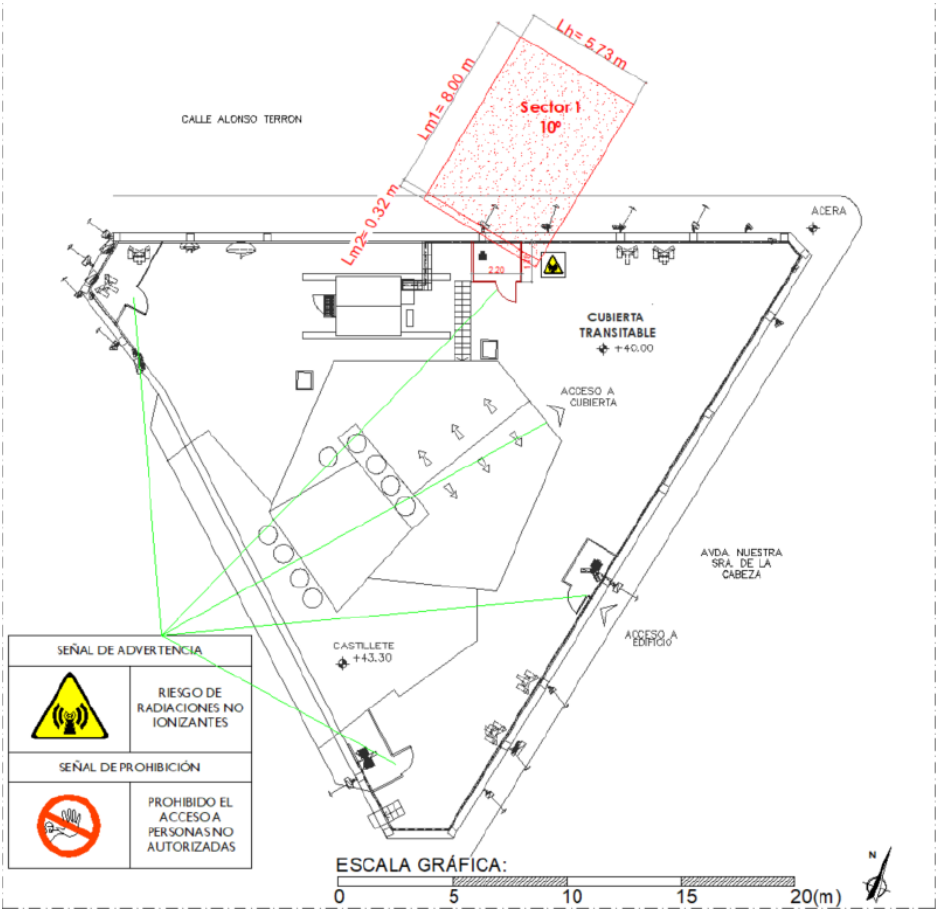 Lh= 5.73 m
Lm1= 8.00 m
Sector 1
10º
CALLE ALONSO TERRON
Lm2= 0.32 m
ACERA
2.20
CUBIERTA
TRANSITABLE
+40.00
ACCESO A
CUBIERTA
AVDA. NUESTRA
SRA. DE LA
CABEZA
ACCESO A
EDIFICIO
CASTILLETE
+43.30
SEÑAL DE ADVERTENCIA
RIESGO DE
RADIACIONES NO
IONIZANTES
SEÑAL DE PROHIBICIÓN
PROHIBIDO EL
ACCESO A
PERSONAS NO
AUTORIZADAS
ESCALA GRÁFICA:
0 5 10 15 20(m)
N